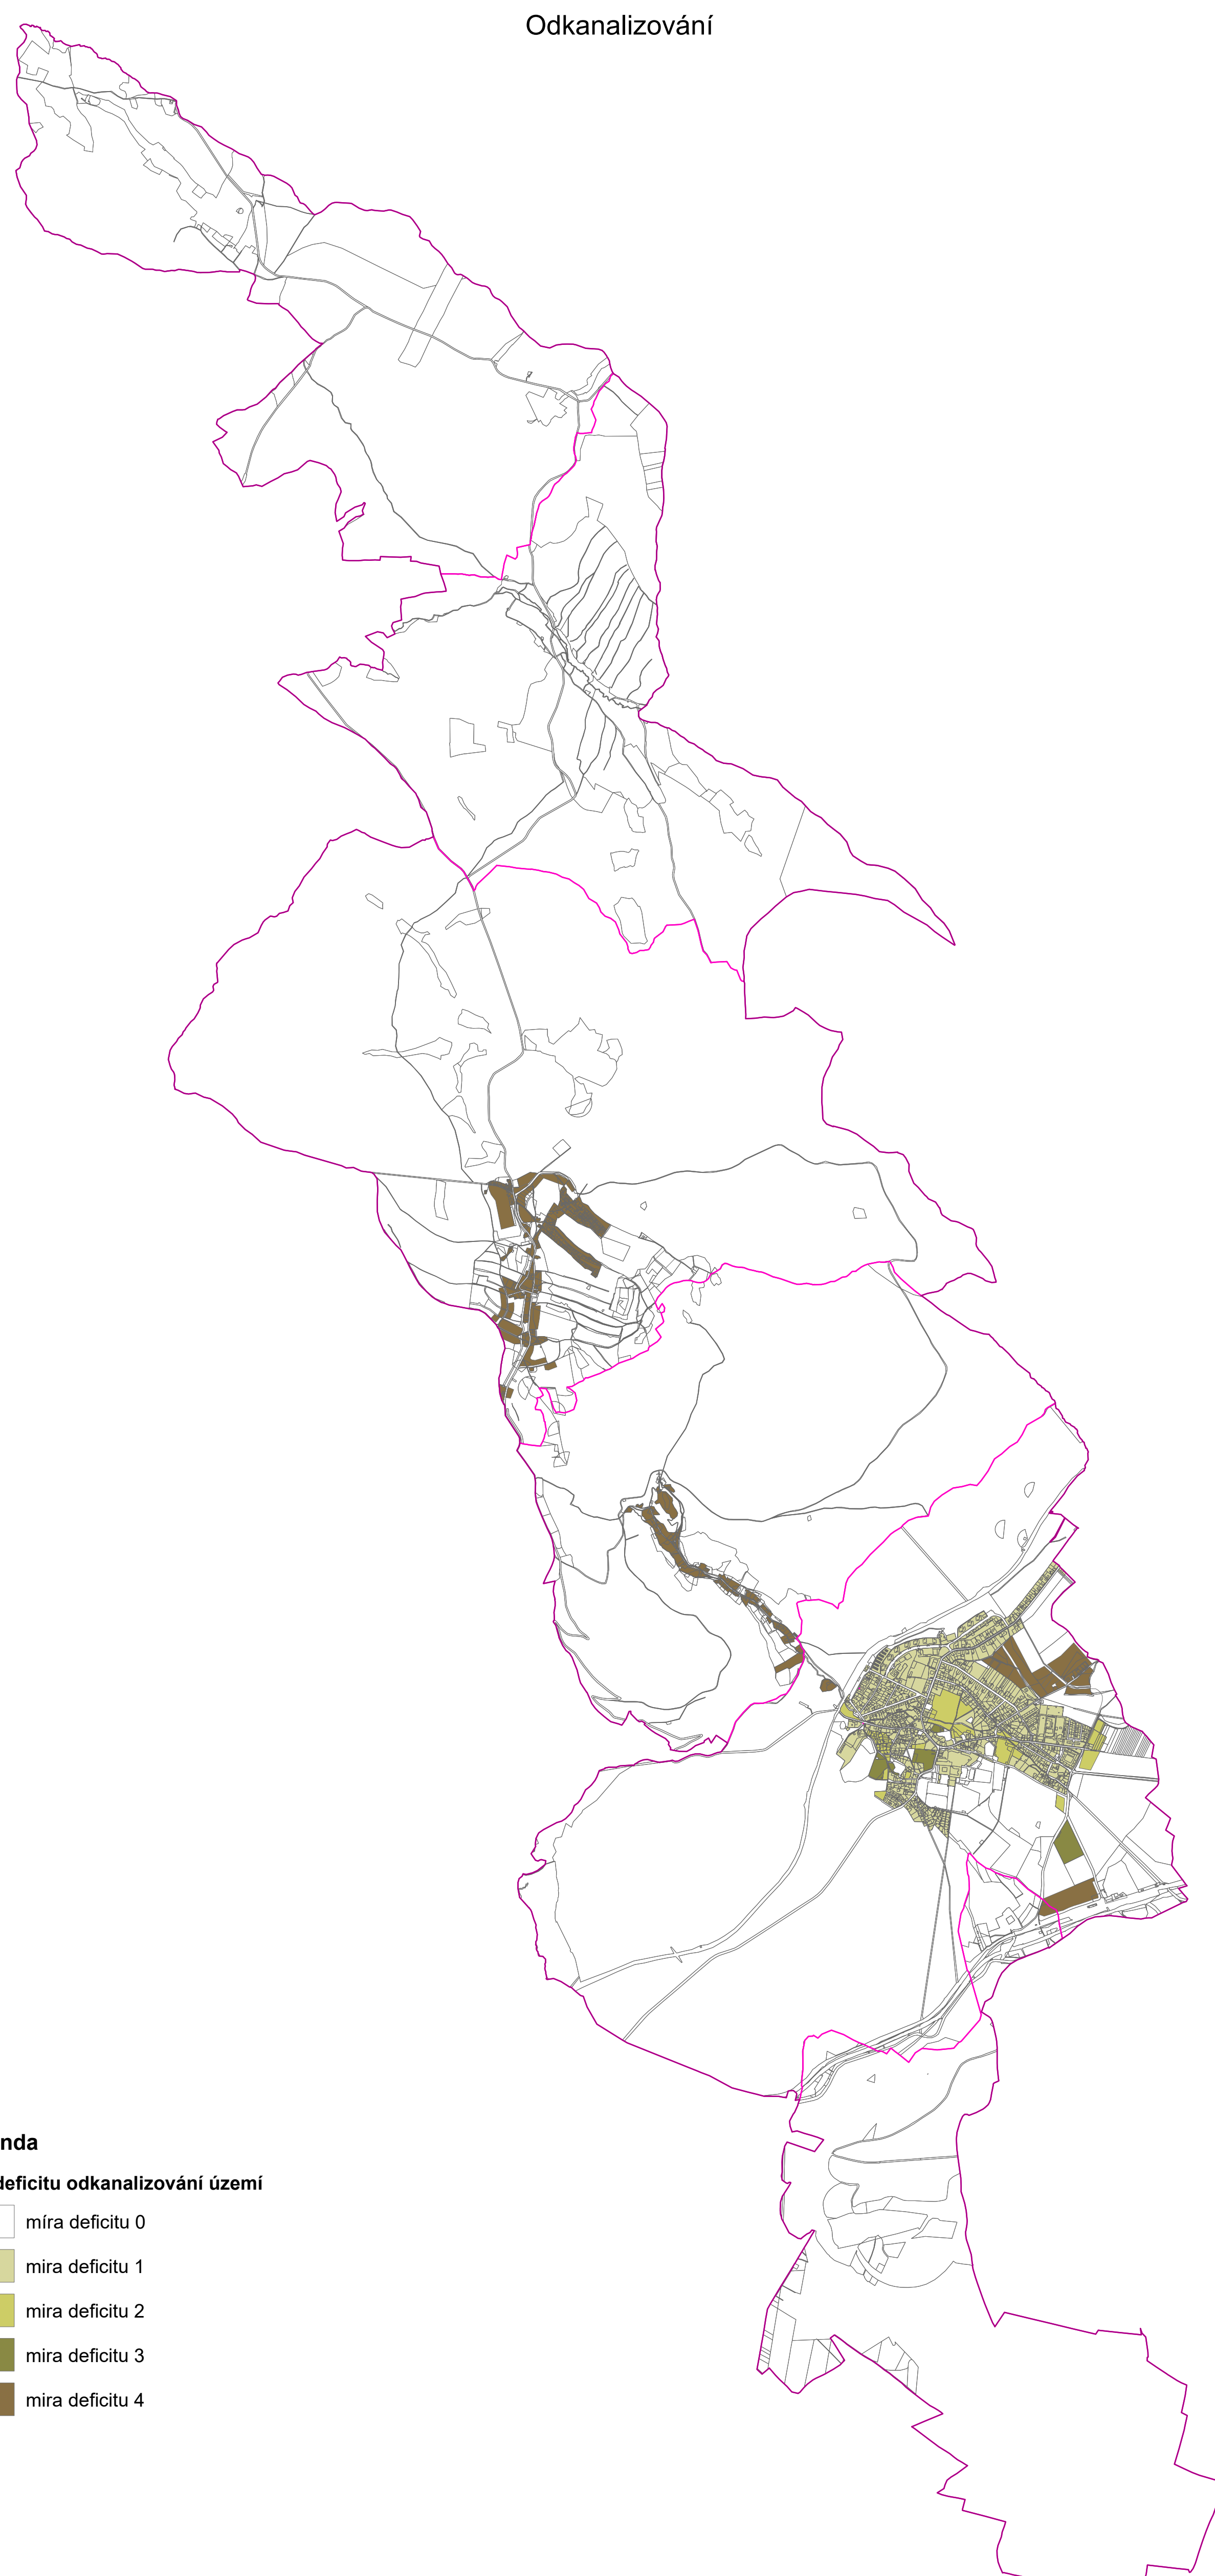 Odkanalizování
nda
deficitu odkanalizování území
míra deficitu 0
mira deficitu 1
mira deficitu 2
mira deficitu 3
mira deficitu 4